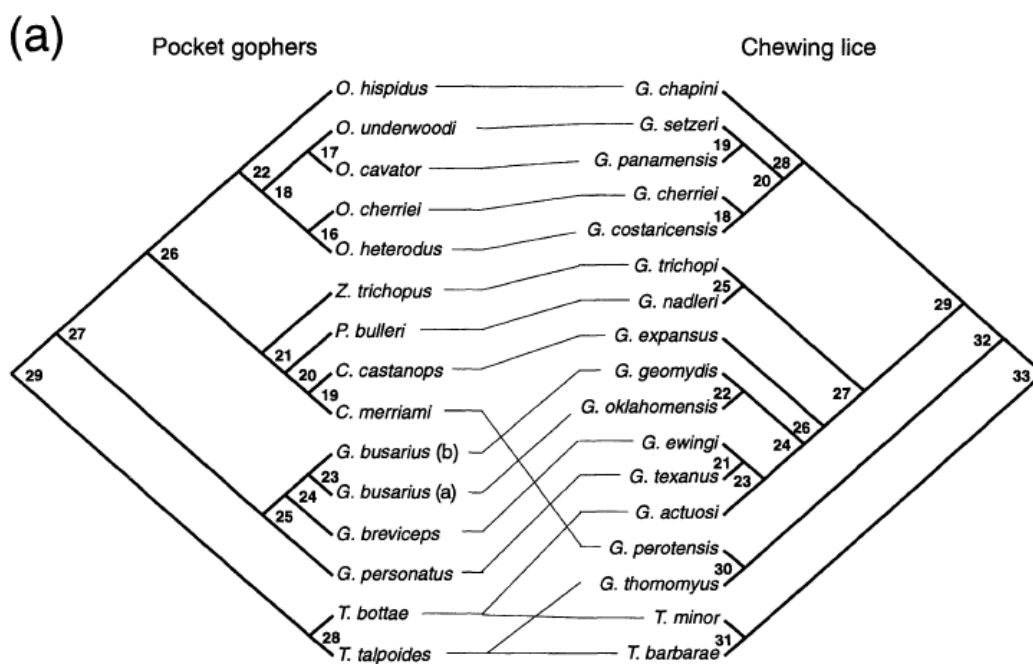 (a)
Pocket gophers Chewing lice
O. hispidus G. chapini
O. underwoodi G. setzeri
17 19
O. cavator G. panamensis 28
22 20
18
O. cherriei G. cherriei
16 18
O. heterodus G. costaricensis
26
G. trichopi
Z. trichopus 25
G. nadleri 29
P. bulleri
27 G. expansus 32
21
20 C. castanops G. geomydis
29 33
19 22 27
C. merriami G. oklahomensis
26
24
G. busarius (b) G. ewingi
23 21
G. texanus 23
24 G. busarius (a)
25 G. actuosi
G. breviceps
G. perotensis
30
G. personatus G. thomomyus
T. bottae T. minor
28 31
T. talpoides T. barbarae